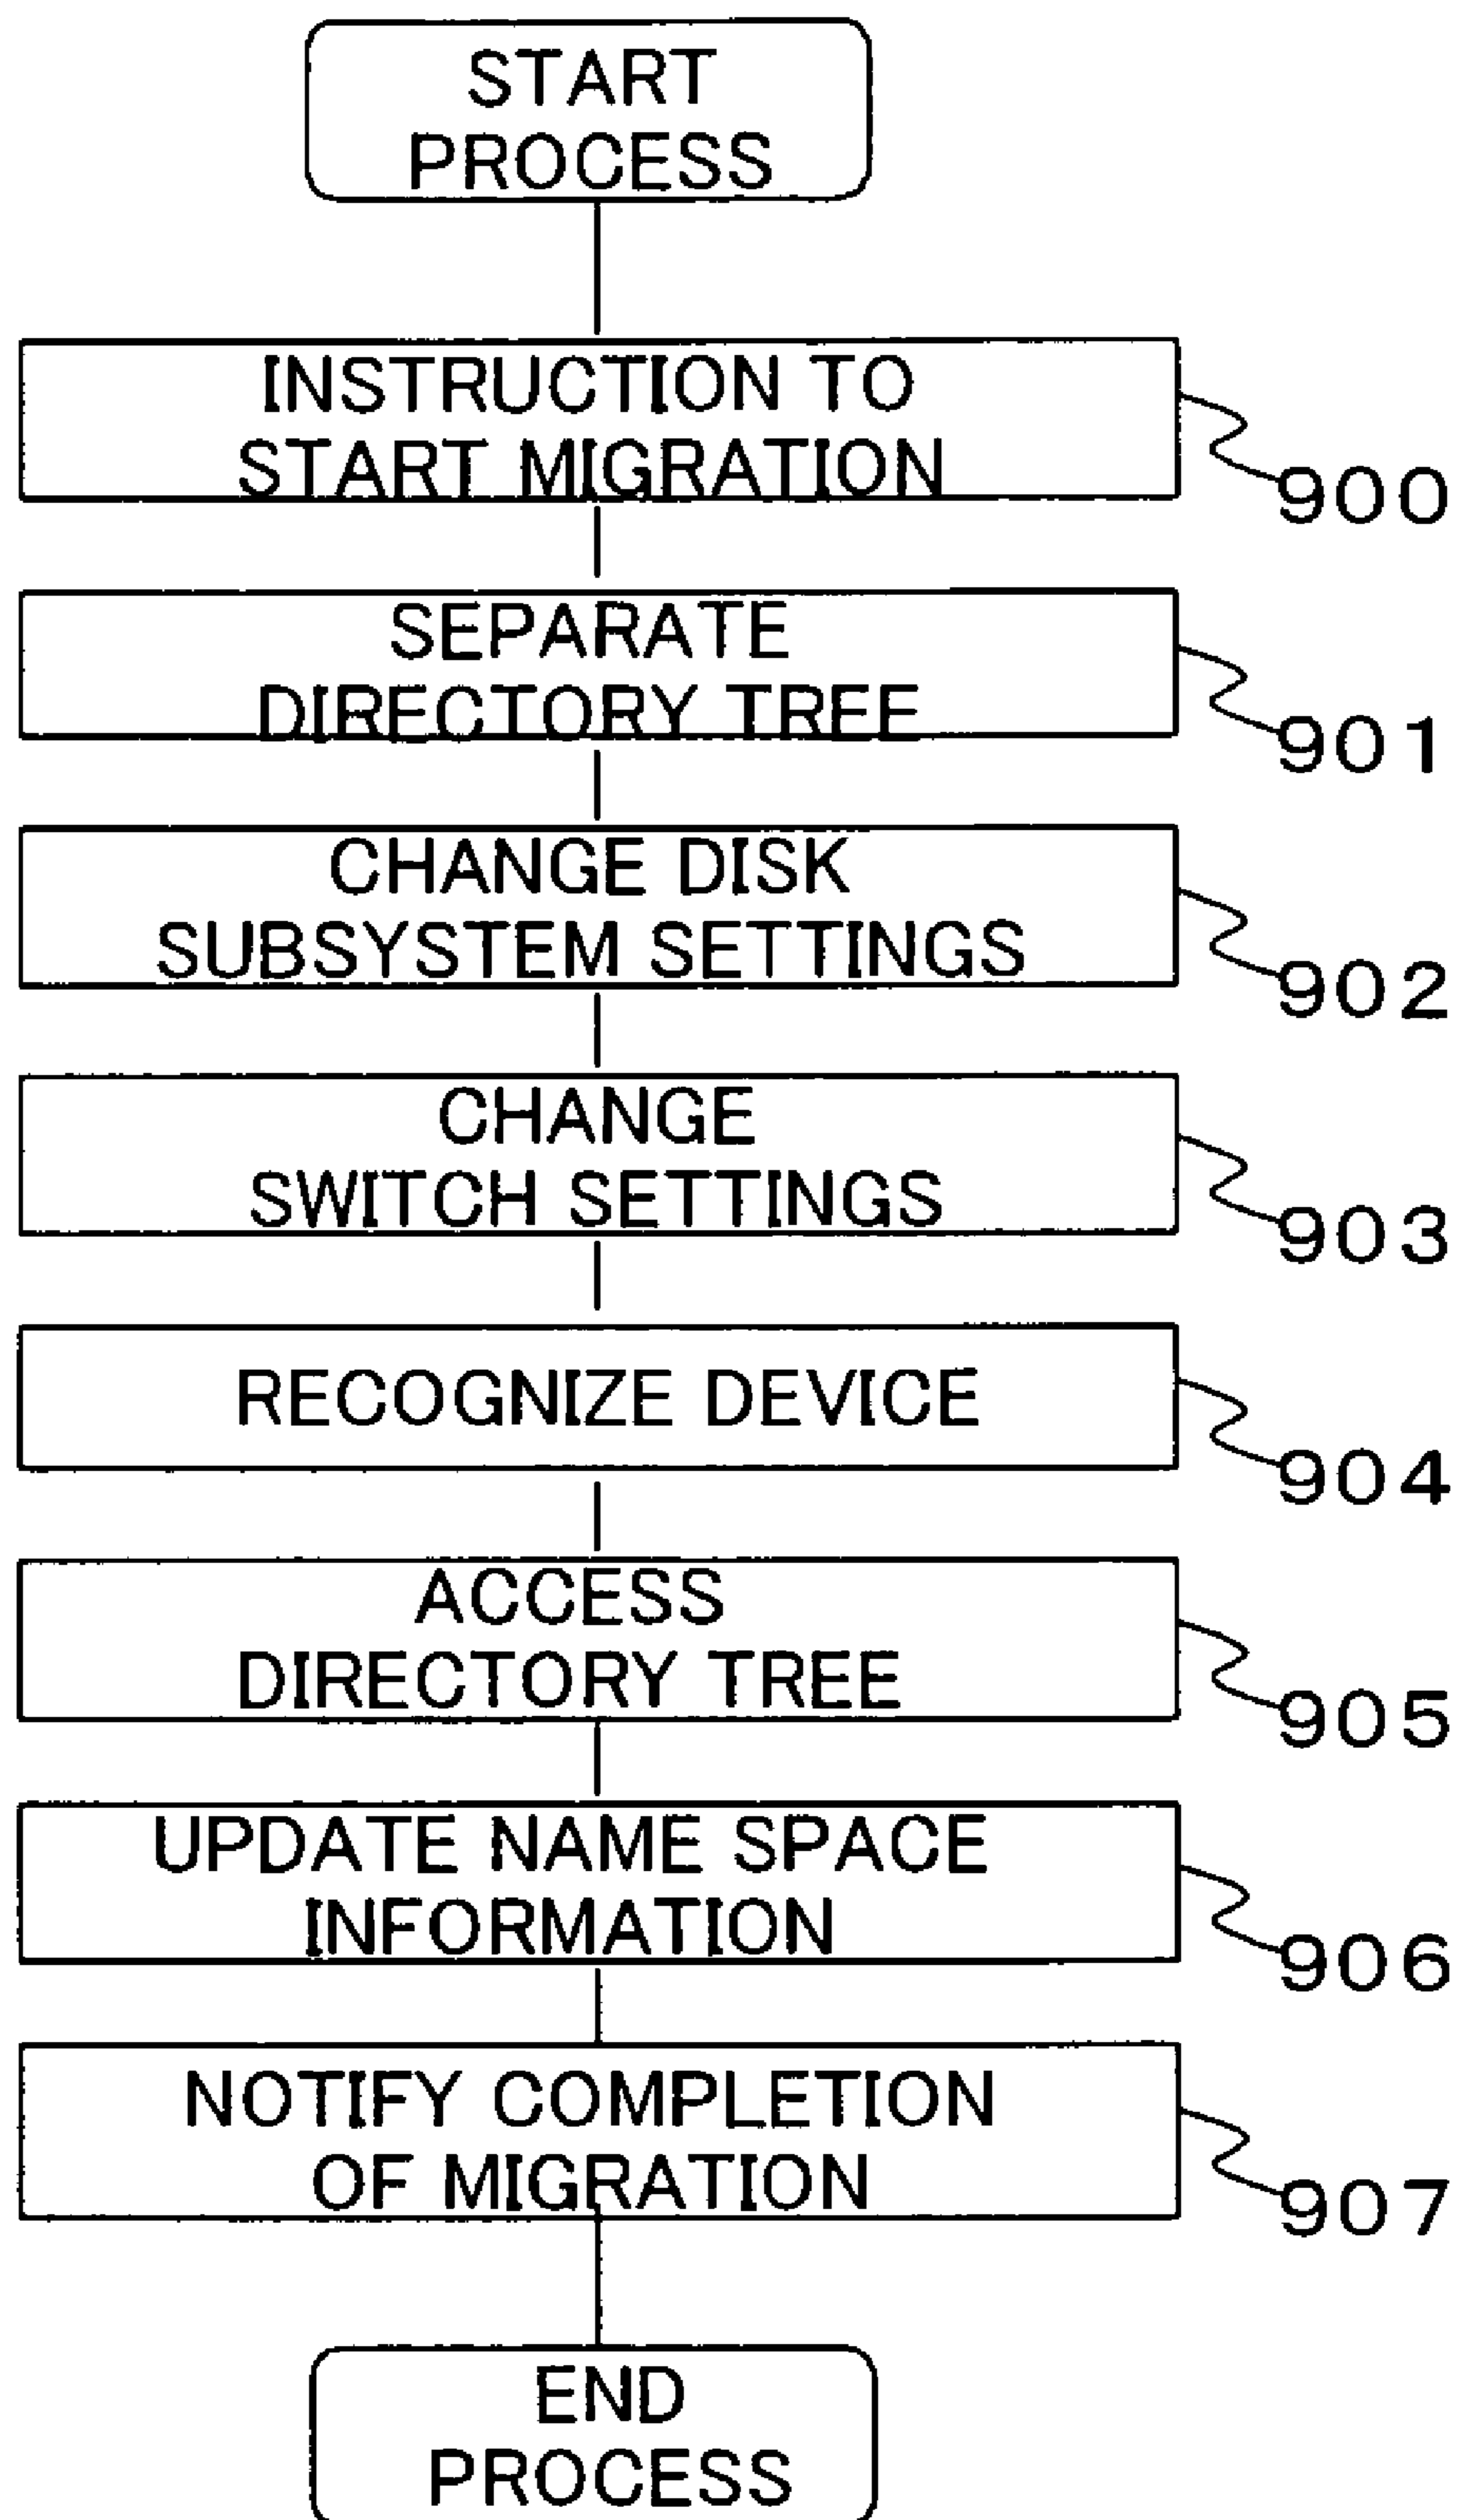 START
PROCESS
INSTRUCTION TO
START MIGRATION
900
SEPARATE
DIRECTORY TREE
901
CHANGE DISK
SUBSYSTEM SETTINGS
902
CHANGE
SWITCH SETTINGS
903
RECOGNIZE DEVICE
904
ACCESS
DIRECTORY TREE
905
UPDATE NAME SPACE
INFORMATION
906
NOTIFY COMPLETION
OF MIGRATION
907
END
PROCESS